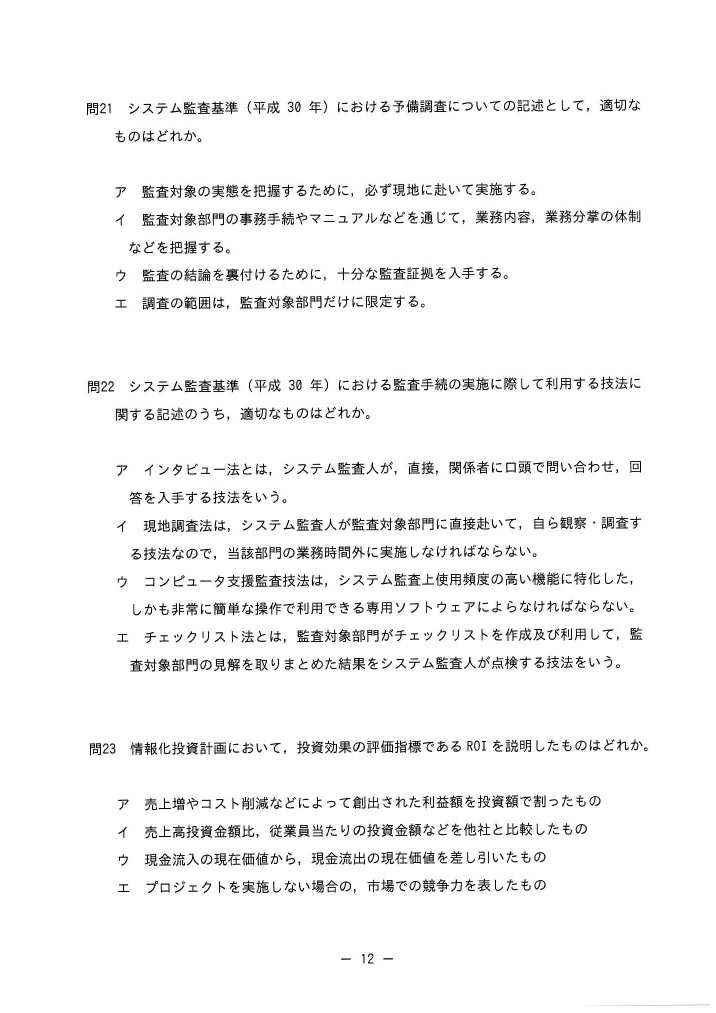 問21 システム監査基準（平成 30 年）における予備調査についての記述として，適切な
ものはどれか。
ア 監査対象の実態を把握するために，必ず現地に赴いて実施する。
イ 監査対象部門の事務手続やマニュアルなどを通じて，業務内容，業務分掌の体制
などを把握する。
ウ 監査の結論を裏付けるために，十分な監査証拠を入手する。
エ 調査の範囲は，監査対象部門だけに限定する。
問22 システム監査基準（平成 30 年）における監査手続の実施に際して利用する技法に
関する記述のうち，適切なものはどれか。
ア インタビュー法とは，システム監査人が，直接，関係者に口頭で問い合わせ，回
答を入手する技法をいう。
イ 現地調査法は，システム監査人が監査対象部門に直接赴いて，自ら観察・調査す
る技法なので，当該部門の業務時間外に実施しなければならない。
ウ コンピュータ支援監査技法は，システム監査上使用頻度の高い機能に特化した，
しかも非常に簡単な操作で利用できる専用ソフトウェアによらなければならない。
エ チェックリスト法とは，監査対象部門がチェックリストを作成及び利用して，監
査対象部門の見解を取りまとめた結果をシステム監査人が点検する技法をいう。
問23 情報化投資計画において，投資効果の評価指標である ROI を説明したものはどれか。
ア 売上増やコスト削減などによって創出された利益額を投資額で割ったもの
イ 売上高投資金額比，従業員当たりの投資金額などを他社と比較したもの
ウ 現金流入の現在価値から，現金流出の現在価値を差し引いたもの
エ プロジェクトを実施しない場合の，市場での競争力を表したもの
― 12 ―